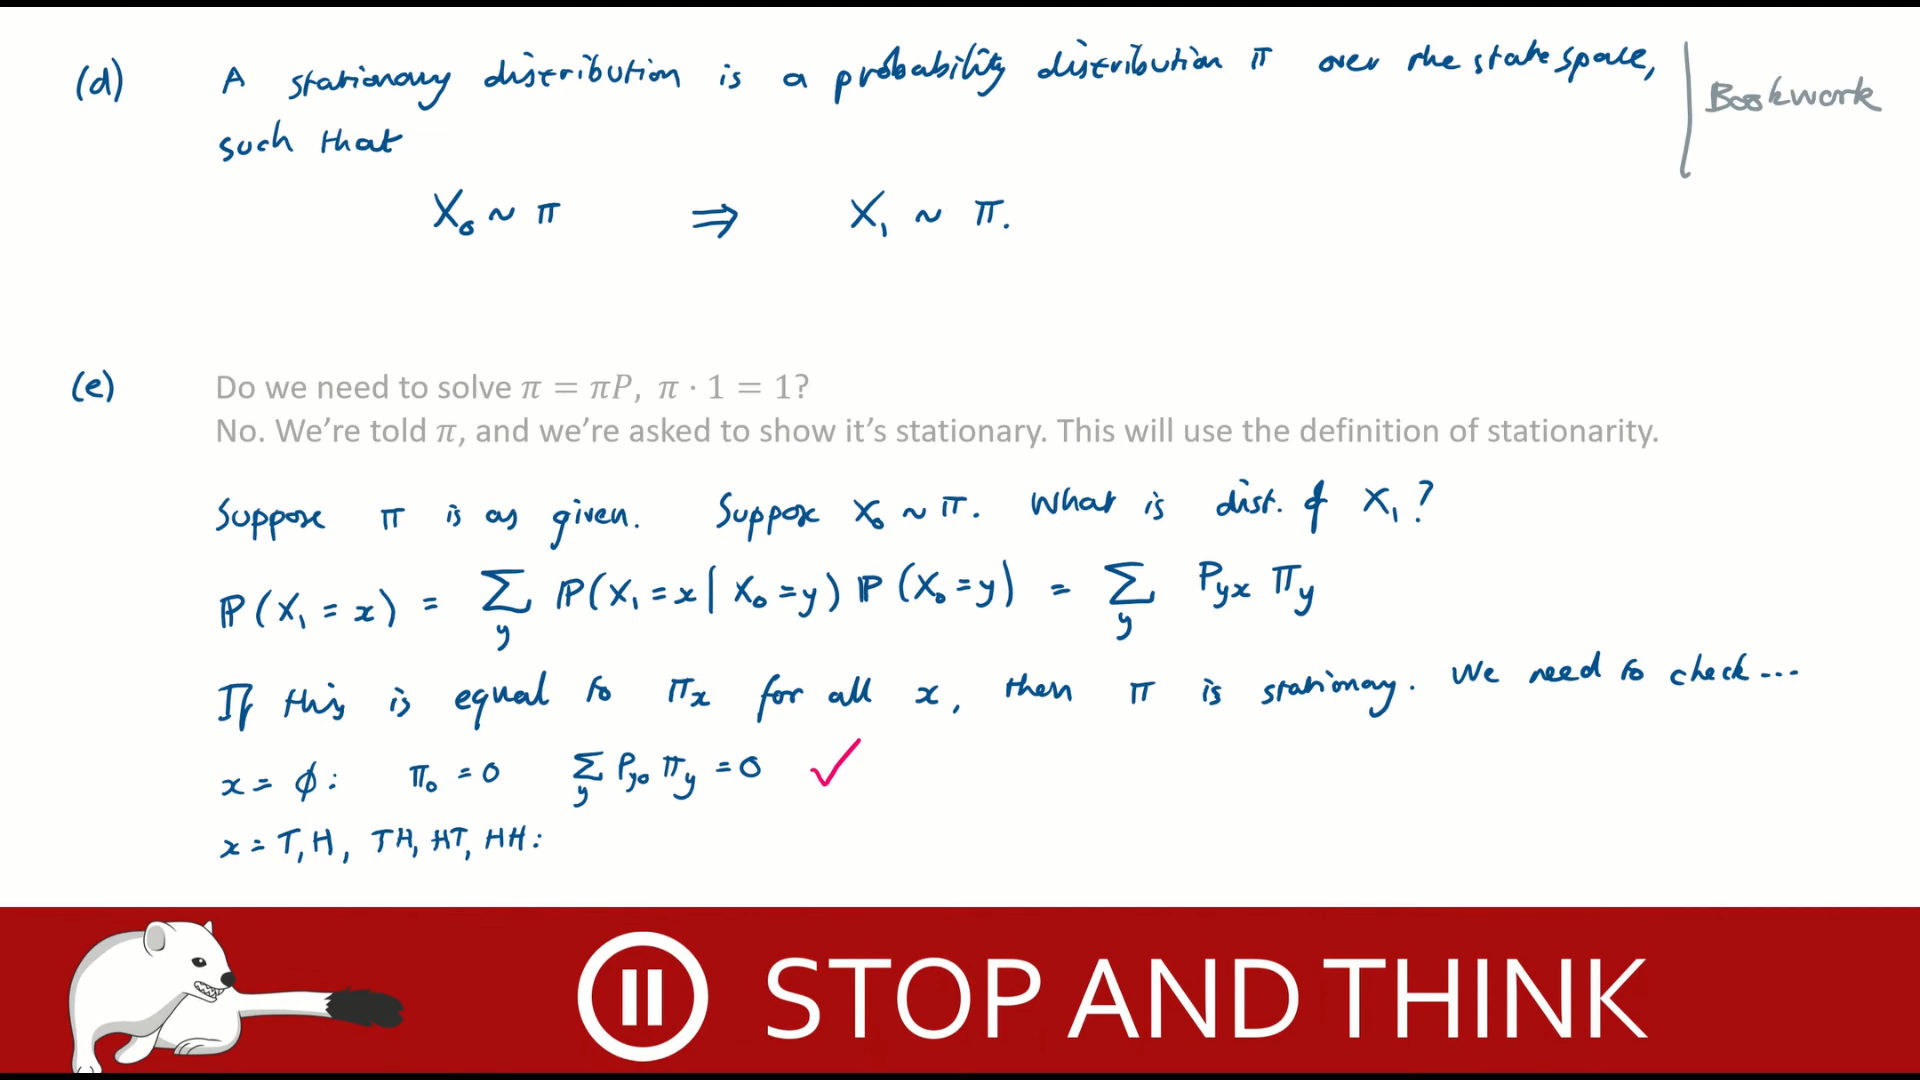 (d) A stationary distribution is a probability distribution π over the state space,
such that
Bookwork
X₀ ~ π ⇒ X₁ ~ π.
(e) Do we need to solve π = πP, π · 1 = 1?
No. We're told π, and we're asked to show it's stationary. This will use the definition of stationarity.
Suppose π is as given. Suppose X₀ ~ π. What is dist. of X₁?
ℙ(X₁ = x) = ∑_y ℙ(X₁ = x | X₀ = y) ℙ(X₀ = y) = ∑_y P_yx π_y
If this is equal to π_x for all x, then π is stationary. We need to check...
x = ϕ: π₀ = 0 ∑_y P_y0 π_y = 0 ✓
x = T, H, TH, HT, HH:
STOP AND THINK